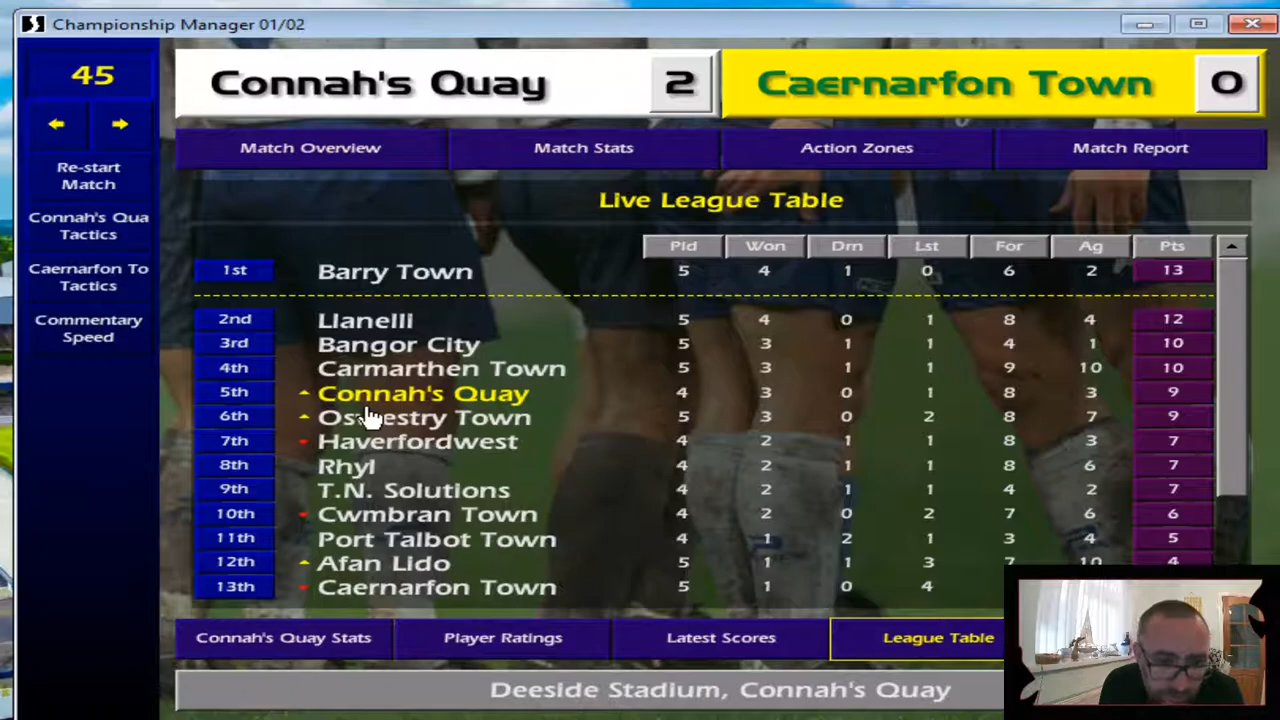 Championship Manager 01/02
45
Connah's Quay 2 Caernarfon Town 0
Match Overview Match Stats Action Zones Match Report
Re-start Match
Connah's Qua Tactics
Caernarfon To Tactics
Commentary Speed
Live League Table
Pld Won Drn Lst For Ag Pts
1st Barry Town 5 4 1 0 6 2 13
2nd Llanelli 5 4 0 1 8 4 12
3rd Bangor City 5 3 1 1 4 1 10
4th Carmarthen Town 5 3 1 1 9 10 10
5th Connah's Quay 4 3 0 1 8 3 9
6th Oswestry Town 5 3 0 2 8 7 9
7th Haverfordwest 4 2 1 1 8 3 7
8th Rhyl 4 2 1 1 8 6 7
9th T.N. Solutions 4 2 1 1 4 2 7
10th Cwmbran Town 4 2 0 2 7 6 6
11th Port Talbot Town 4 1 2 1 3 4 5
12th Afan Lido 5 1 1 3 7 10 4
13th Caernarfon Town 5 1 0 4
Connah's Quay Stats Player Ratings Latest Scores League Table
Deeside Stadium, Connah's Quay